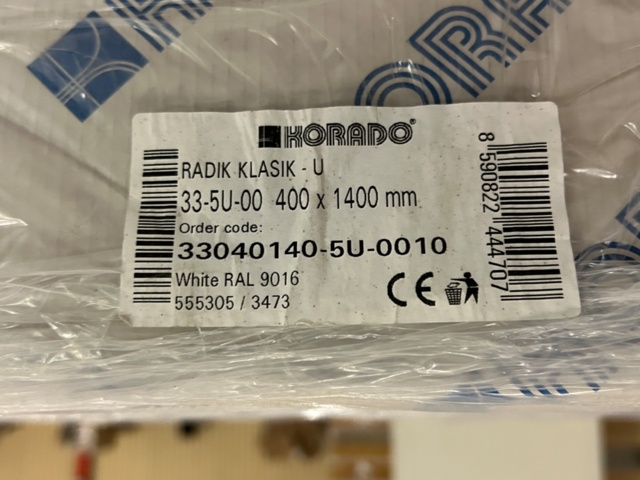 KORADO®
RADIK KLASIK - U
33-5U-00 400 x 1400 mm
Order code:
33040140-5U-0010
White RAL 9016
555305 / 3473
CE
8 590822 444707
ORA